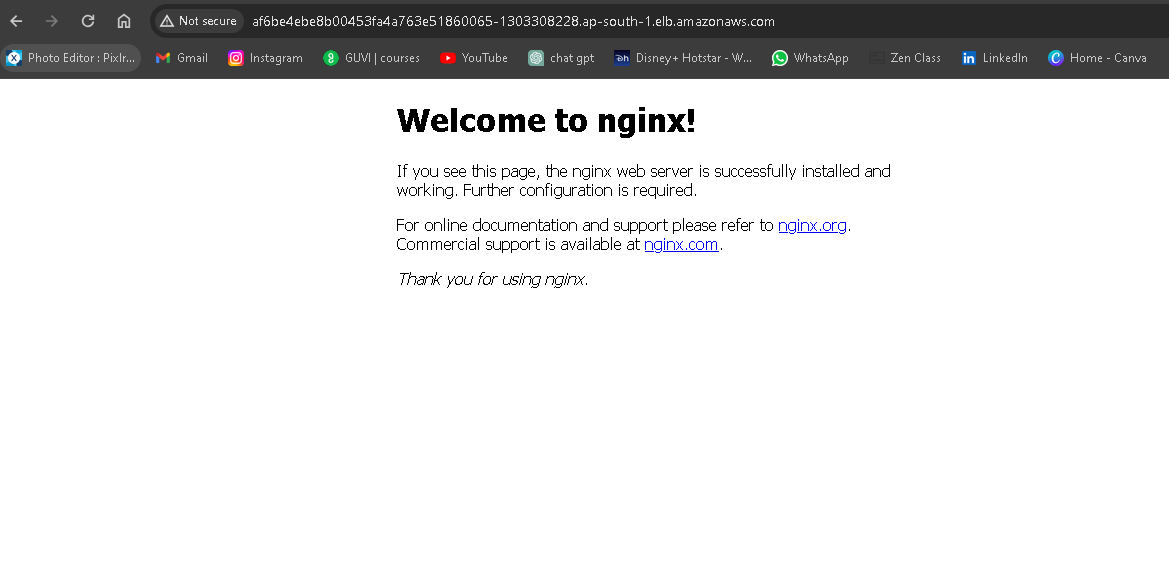 Not secure af6be4ebe8b00453fa4a763e51860065-1303308228.ap-south-1.elb.amazonaws.com
Photo Editor : Pixlr... Gmail Instagram GUVI | courses YouTube chat gpt Disney+ Hotstar - W... WhatsApp Zen Class LinkedIn Home - Canva
Welcome to nginx!
If you see this page, the nginx web server is successfully installed and
working. Further configuration is required.
For online documentation and support please refer to nginx.org.
Commercial support is available at nginx.com.
Thank you for using nginx.